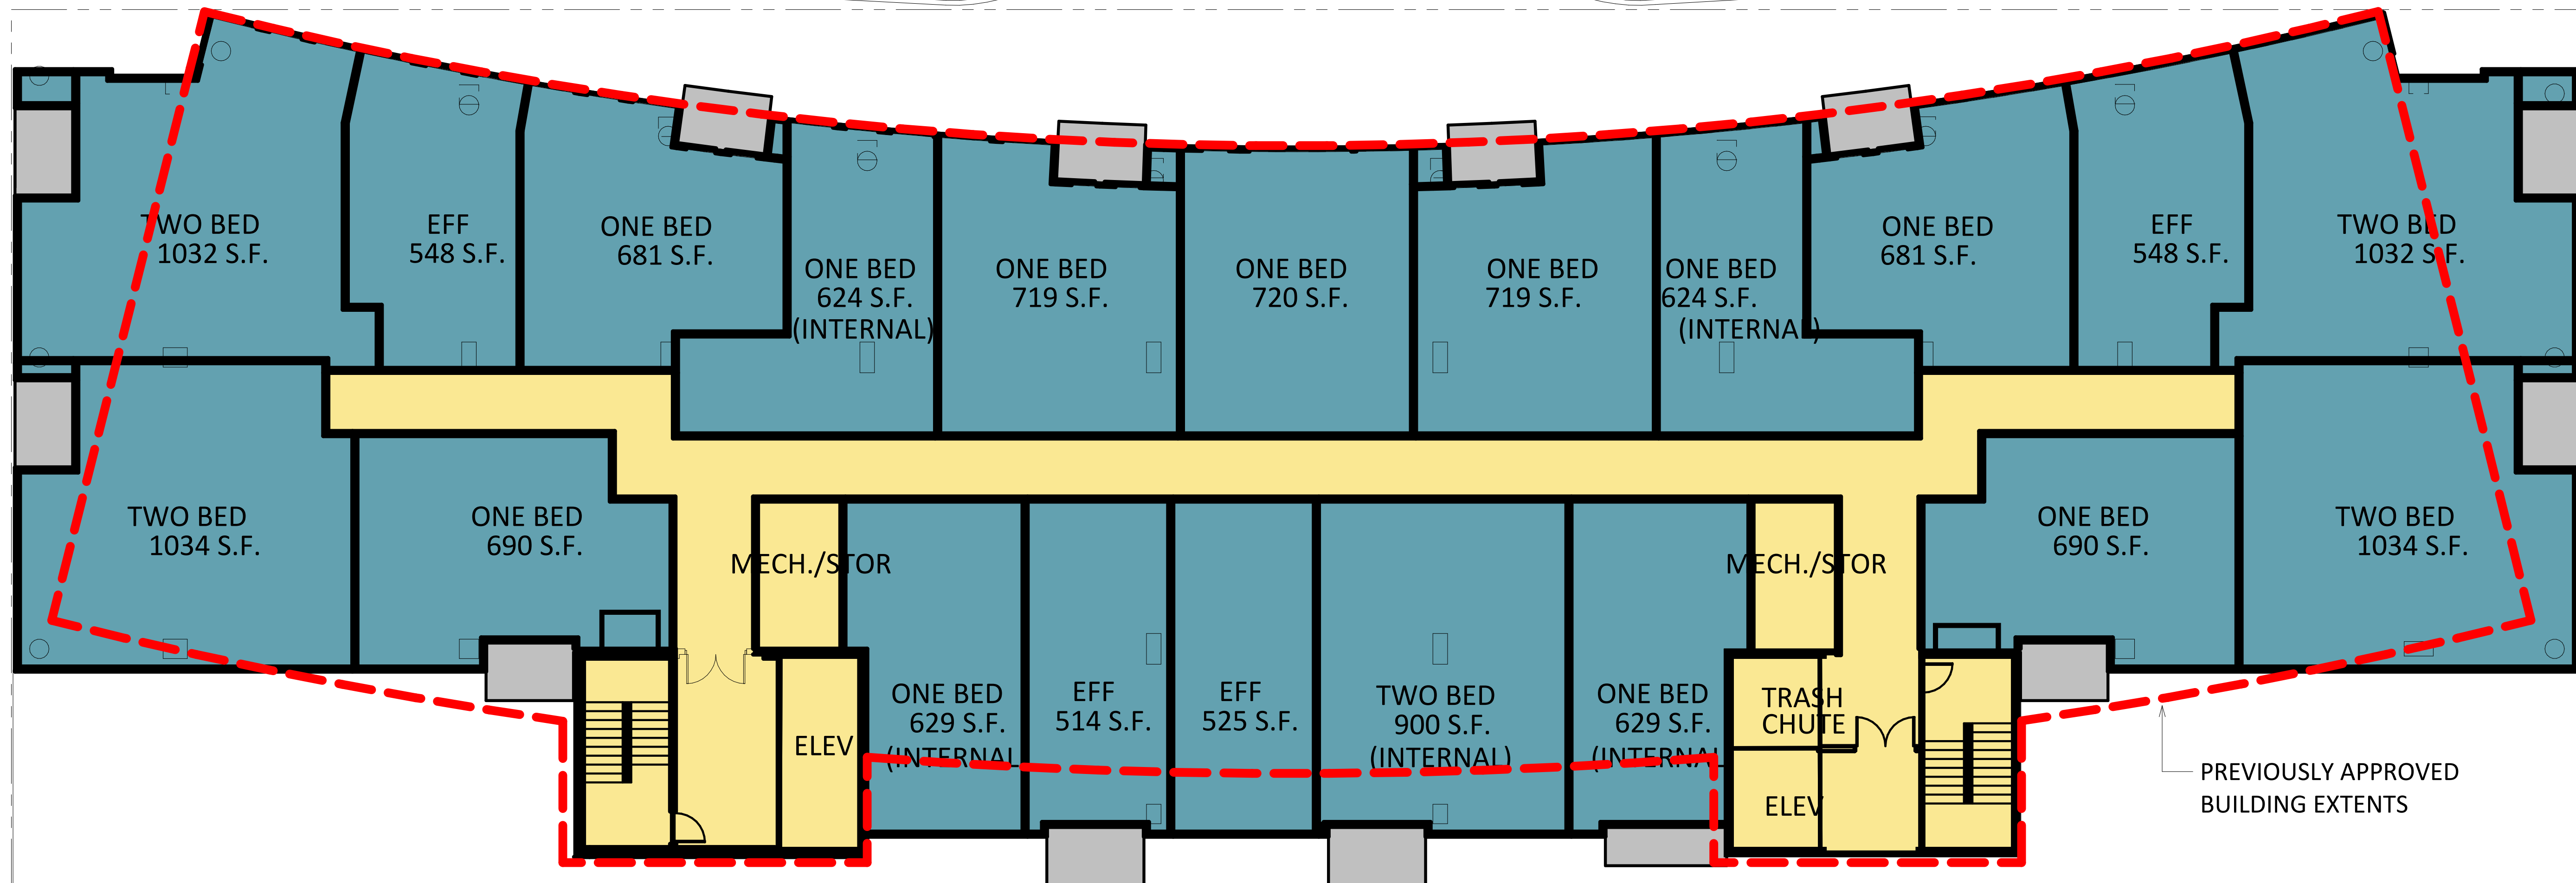 TWO BED
1032 S.F.
EFF
548 S.F.
ONE BED
681 S.F.
ONE BED
624 S.F.
(INTERNAL)
ONE BED
719 S.F.
ONE BED
720 S.F.
ONE BED
719 S.F.
ONE BED
624 S.F.
(INTERNAL)
ONE BED
681 S.F.
EFF
548 S.F.
TWO BED
1032 S.F.
TWO BED
1034 S.F.
ONE BED
690 S.F.
MECH./STOR
ELEV
ONE BED
629 S.F.
(INTERNAL
EFF
514 S.F.
EFF
525 S.F.
TWO BED
900 S.F.
(INTERNAL)
ONE BED
629 S.F.
(INTERNAL
MECH./STOR
TRASH
CHUTE
ELEV
ONE BED
690 S.F.
TWO BED
1034 S.F.
PREVIOUSLY APPROVED
BUILDING EXTENTS